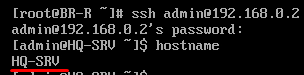 [root@BR-R ~]# ssh admin@192.168.0.2
admin@192.168.0.2's password:
[admin@HQ-SRV ~]$ hostname
HQ-SRV